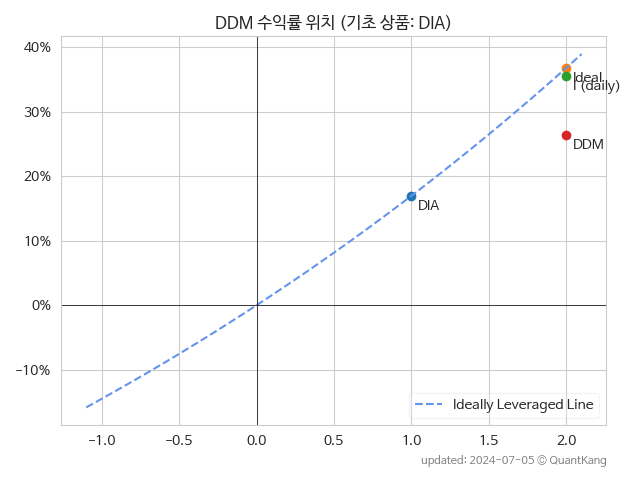 DDM 수익률 위치 (기초 상품: DIA)
40%
30%
20%
10%
0%
−10%
Ideal
I (daily)
DDM
DIA
Ideally Leveraged Line
−1.0 −0.5 0.0 0.5 1.0 1.5 2.0
updated: 2024-07-05 © QuantKang